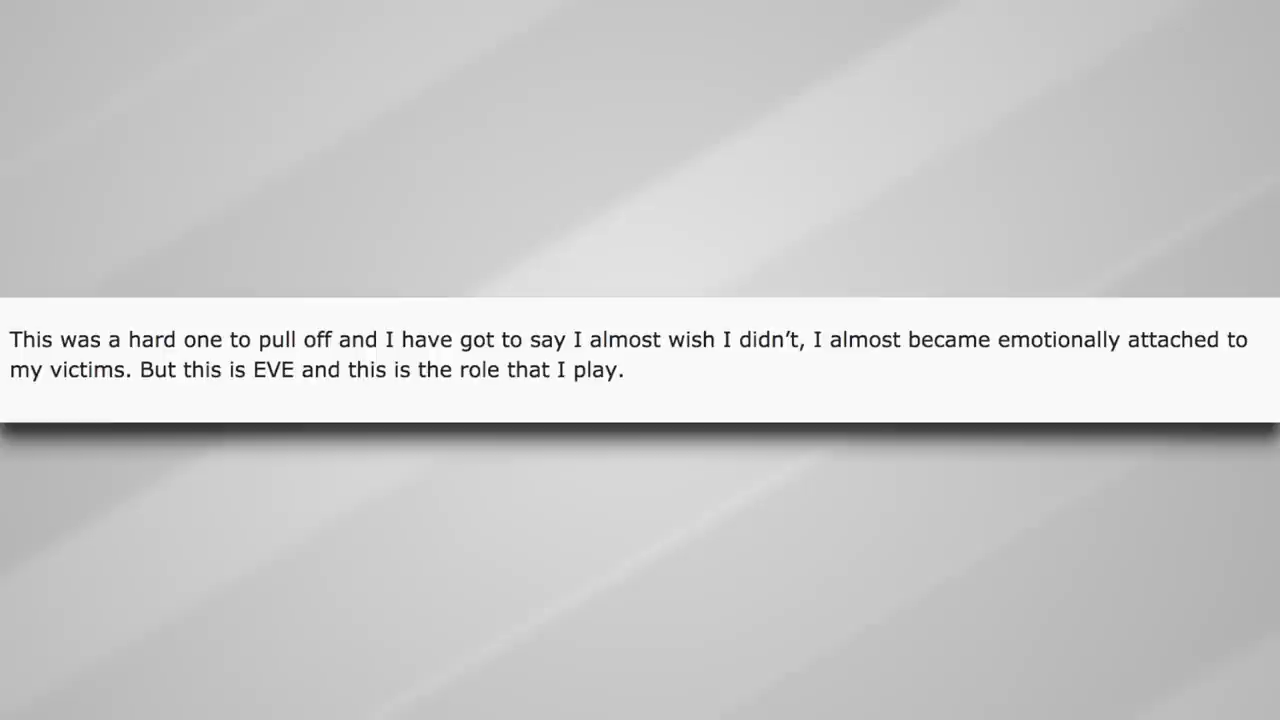 This was a hard one to pull off and I have got to say I almost wish I didn’t, I almost became emotionally attached to
my victims. But this is EVE and this is the role that I play.